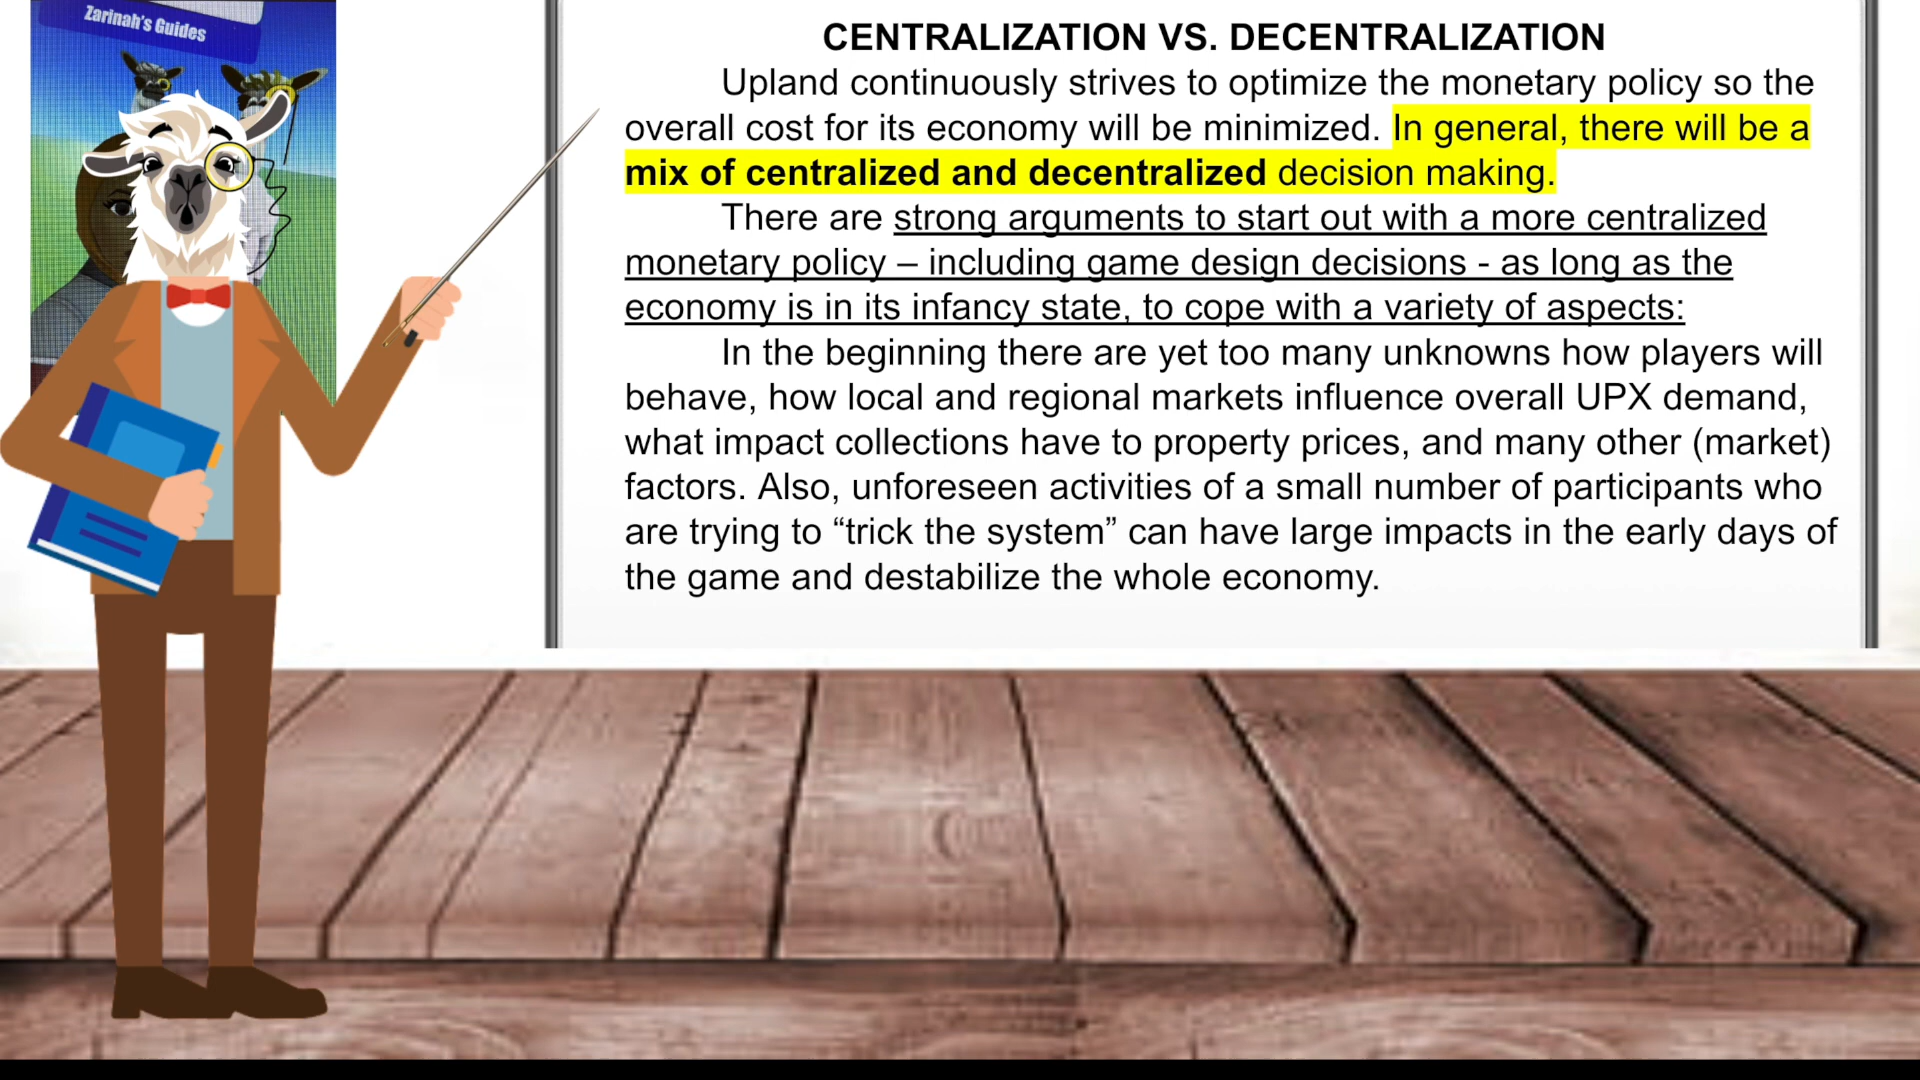 Zarinah's Guides
CENTRALIZATION VS. DECENTRALIZATION
Upland continuously strives to optimize the monetary policy so the
overall cost for its economy will be minimized. In general, there will be a
mix of centralized and decentralized decision making.
There are strong arguments to start out with a more centralized
monetary policy – including game design decisions - as long as the
economy is in its infancy state, to cope with a variety of aspects:
In the beginning there are yet too many unknowns how players will
behave, how local and regional markets influence overall UPX demand,
what impact collections have to property prices, and many other (market)
factors. Also, unforeseen activities of a small number of participants who
are trying to “trick the system” can have large impacts in the early days of
the game and destabilize the whole economy.